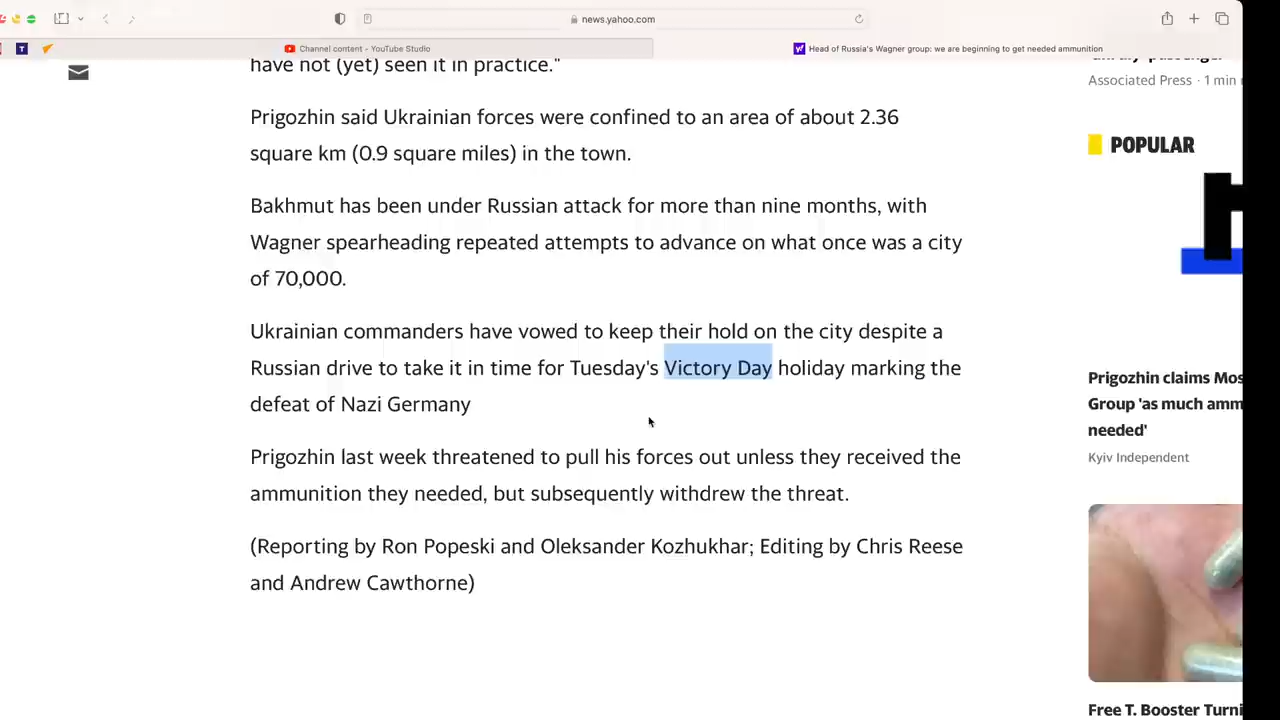 news.yahoo.com
T
Channel content - YouTube Studio
Head of Russia's Wagner group: we are beginning to get needed ammunition
have not (yet) seen it in practice."
Prigozhin said Ukrainian forces were confined to an area of about 2.36
square km (0.9 square miles) in the town.
Bakhmut has been under Russian attack for more than nine months, with
Wagner spearheading repeated attempts to advance on what once was a city
of 70,000.
Ukrainian commanders have vowed to keep their hold on the city despite a
Russian drive to take it in time for Tuesday's Victory Day holiday marking the
defeat of Nazi Germany
Prigozhin last week threatened to pull his forces out unless they received the
ammunition they needed, but subsequently withdrew the threat.
(Reporting by Ron Popeski and Oleksander Kozhukhar; Editing by Chris Reese
and Andrew Cawthorne)
Associated Press · 1 min
POPULAR
Prigozhin claims Mos
Group 'as much amm
needed'
Kyiv Independent
Free T. Booster Turni